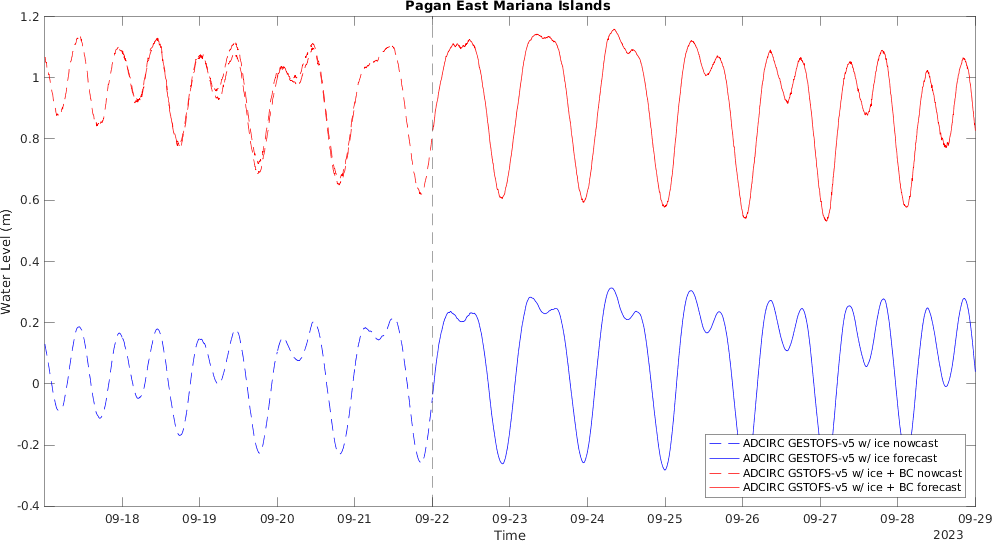 Pagan East Mariana Islands
1.2
1
0.8
0.6
0.4
0.2
0
-0.2
-0.4
Water Level (m)
ADCIRC GESTOFS-v5 w/ ice nowcast
ADCIRC GESTOFS-v5 w/ ice forecast
ADCIRC GSTOFS-v5 w/ ice + BC nowcast
ADCIRC GSTOFS-v5 w/ ice + BC forecast
09-18 09-19 09-20 09-21 09-22 09-23 09-24 09-25 09-26 09-27 09-28 09-29
Time
2023